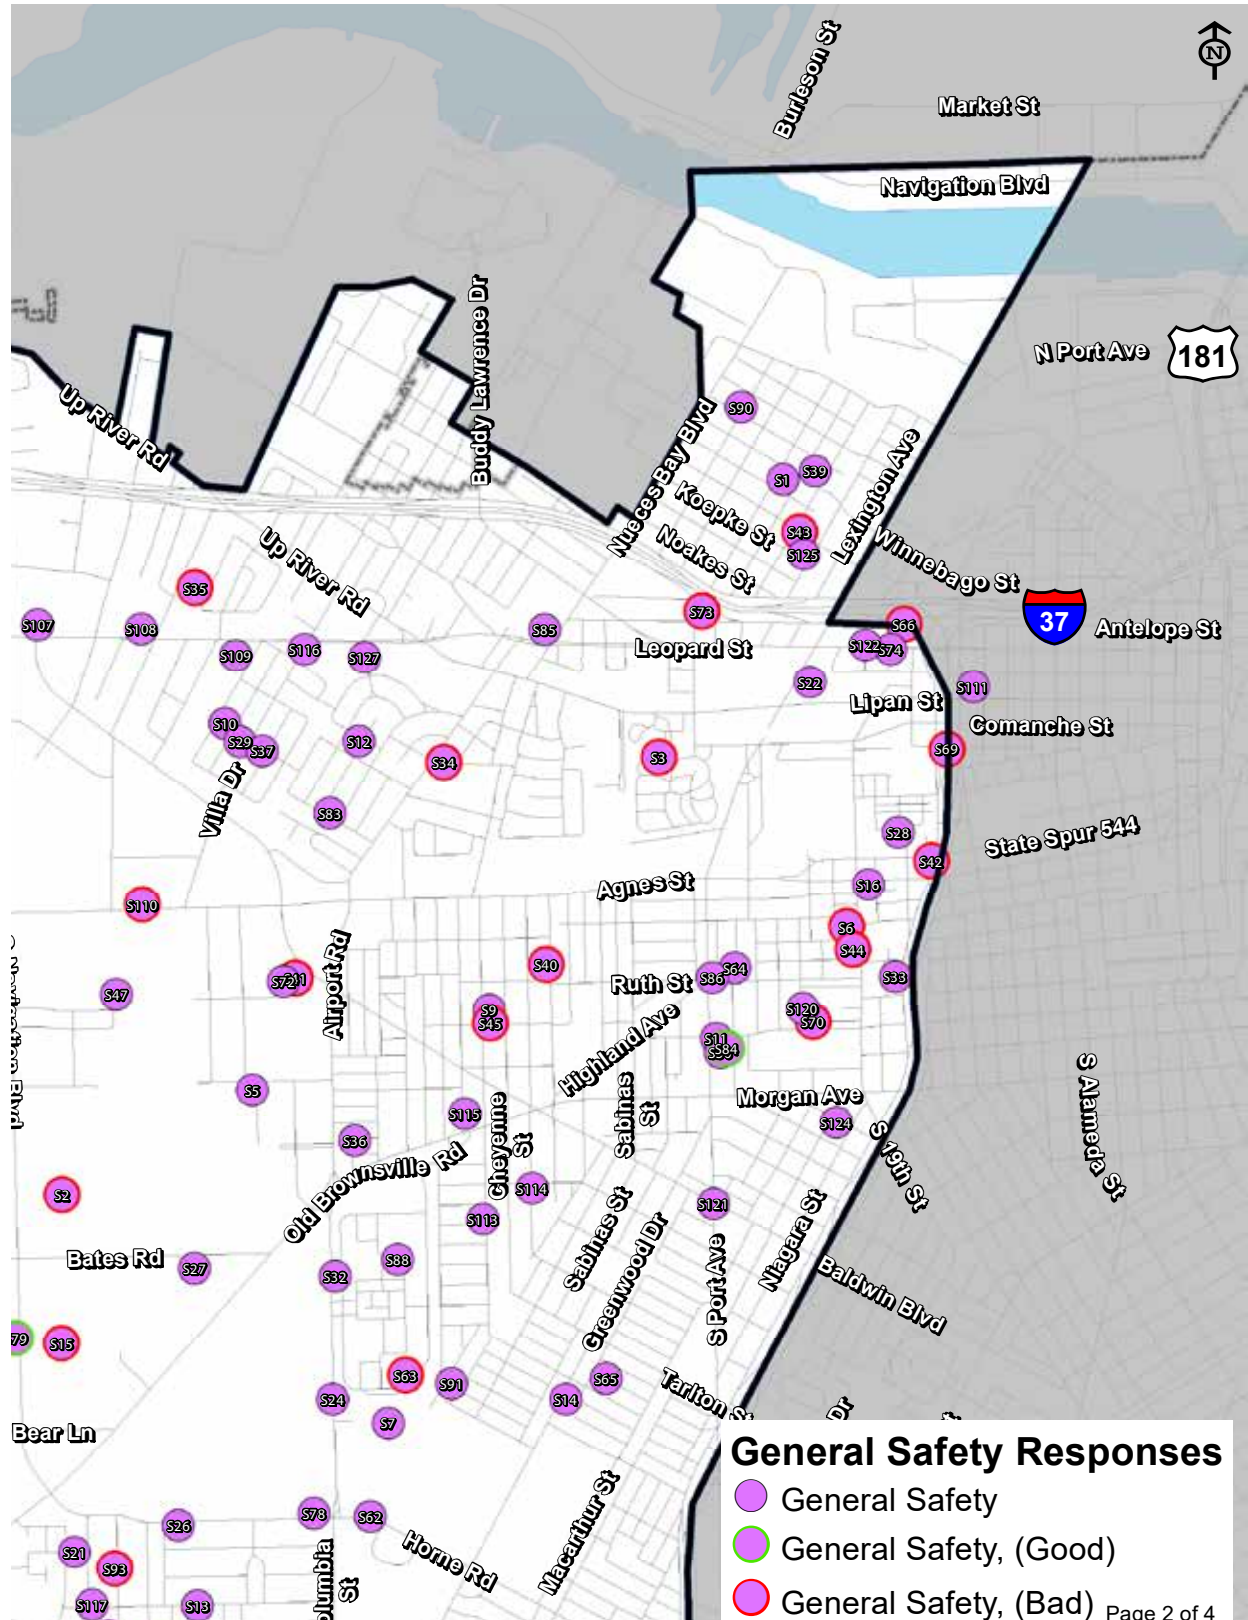 Burleson St
N
Market St
Navigation Blvd
N Port Ave
181
Buddy Lawrence Dr
Up River Rd
S90
Nueces Bay Blvd
Lexington Ave
S39
S1
Koepke St
S43
Noakes St
S125
Winnebago St
Up River Rd
S35
S73
S66
37
Antelope St
S107
S108
S85
Leopard St
S122
S74
S109
S116
S127
S22
S111
Lipan St
Comanche St
S10
S29
S37
S12
S34
S3
S69
Villa Dr
S83
S28
State Spur 544
S42
Agnes St
S16
S110
S6
S44
Airport Rd
S40
S64
S86
S33
S72
Ruth St
S47
S9
S45
S120
S70
Highland Ave
S11
S84
S5
Sabinas St
Morgan Ave
S Alameda St
S115
S124
S36
Cheyenne St
S 19th St
Old Brownsville Rd
S2
S114
S121
S113
Sabinas St
Niagara St
Greenwood Dr
S Port Ave
Bates Rd
S27
S88
S32
Baldwin Blvd
79
S15
S63
S91
S65
S24
S14
Tarlton St
S7
Dr
Bear Ln
General Safety Responses
General Safety
General Safety, (Good)
General Safety, (Bad)
Page 2 of 4
S26
S78
S62
Macarthur St
Horne Rd
S21
S93
S117
S13
olumbia St